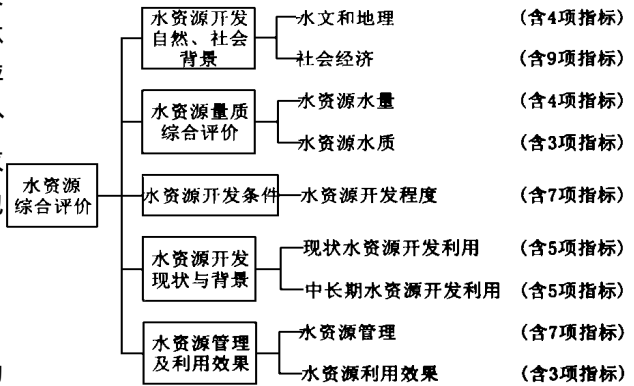 水资源开发
自然、社会
背景
水文和地理 (含4项指标)
社会经济 (含9项指标)
水资源量质
综合评价
水资源水量 (含4项指标)
水资源水质 (含3项指标)
水资源
综合评价
水资源开发条件
水资源开发程度 (含7项指标)
水资源开发
现状与背景
现状水资源开发利用 (含5项指标)
中长期水资源开发利用 (含5项指标)
水资源管理
及利用效果
水资源管理 (含7项指标)
水资源利用效果 (含3项指标)